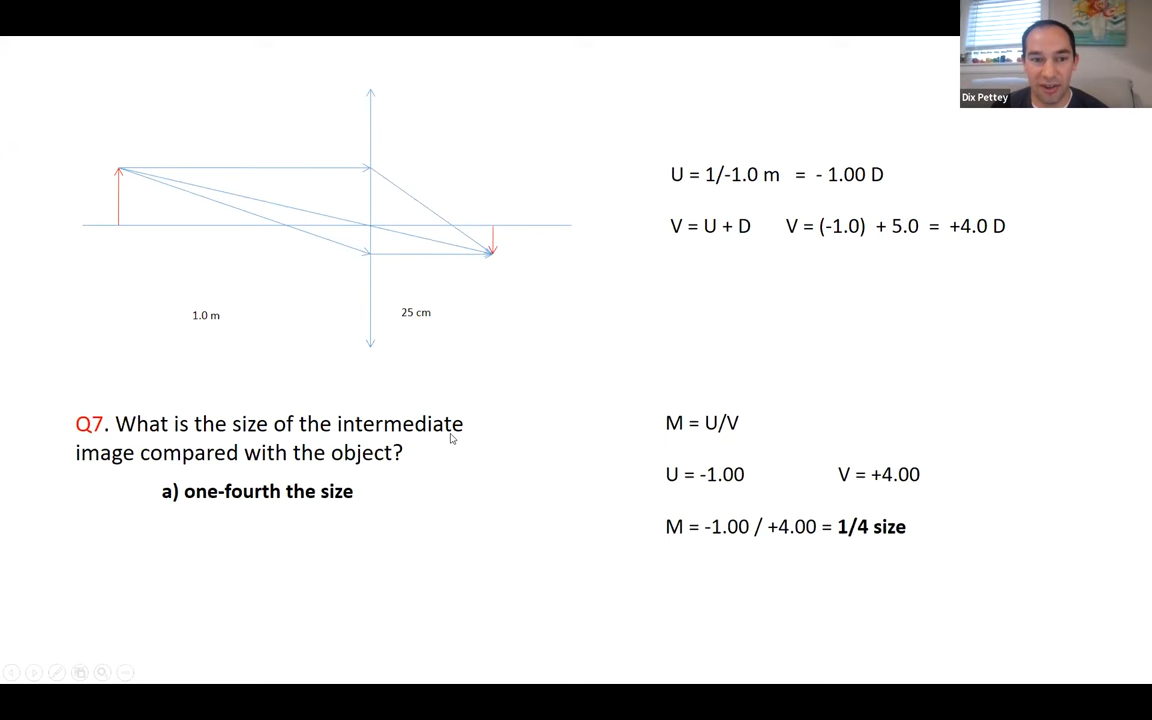 Dix Pettey
U = 1/-1.0 m = - 1.00 D
V = U + D V = (-1.0) + 5.0 = +4.0 D
1.0 m
25 cm
Q7. What is the size of the intermediate
image compared with the object?
a) one-fourth the size
M = U/V
U = -1.00 V = +4.00
M = -1.00 / +4.00 = 1/4 size